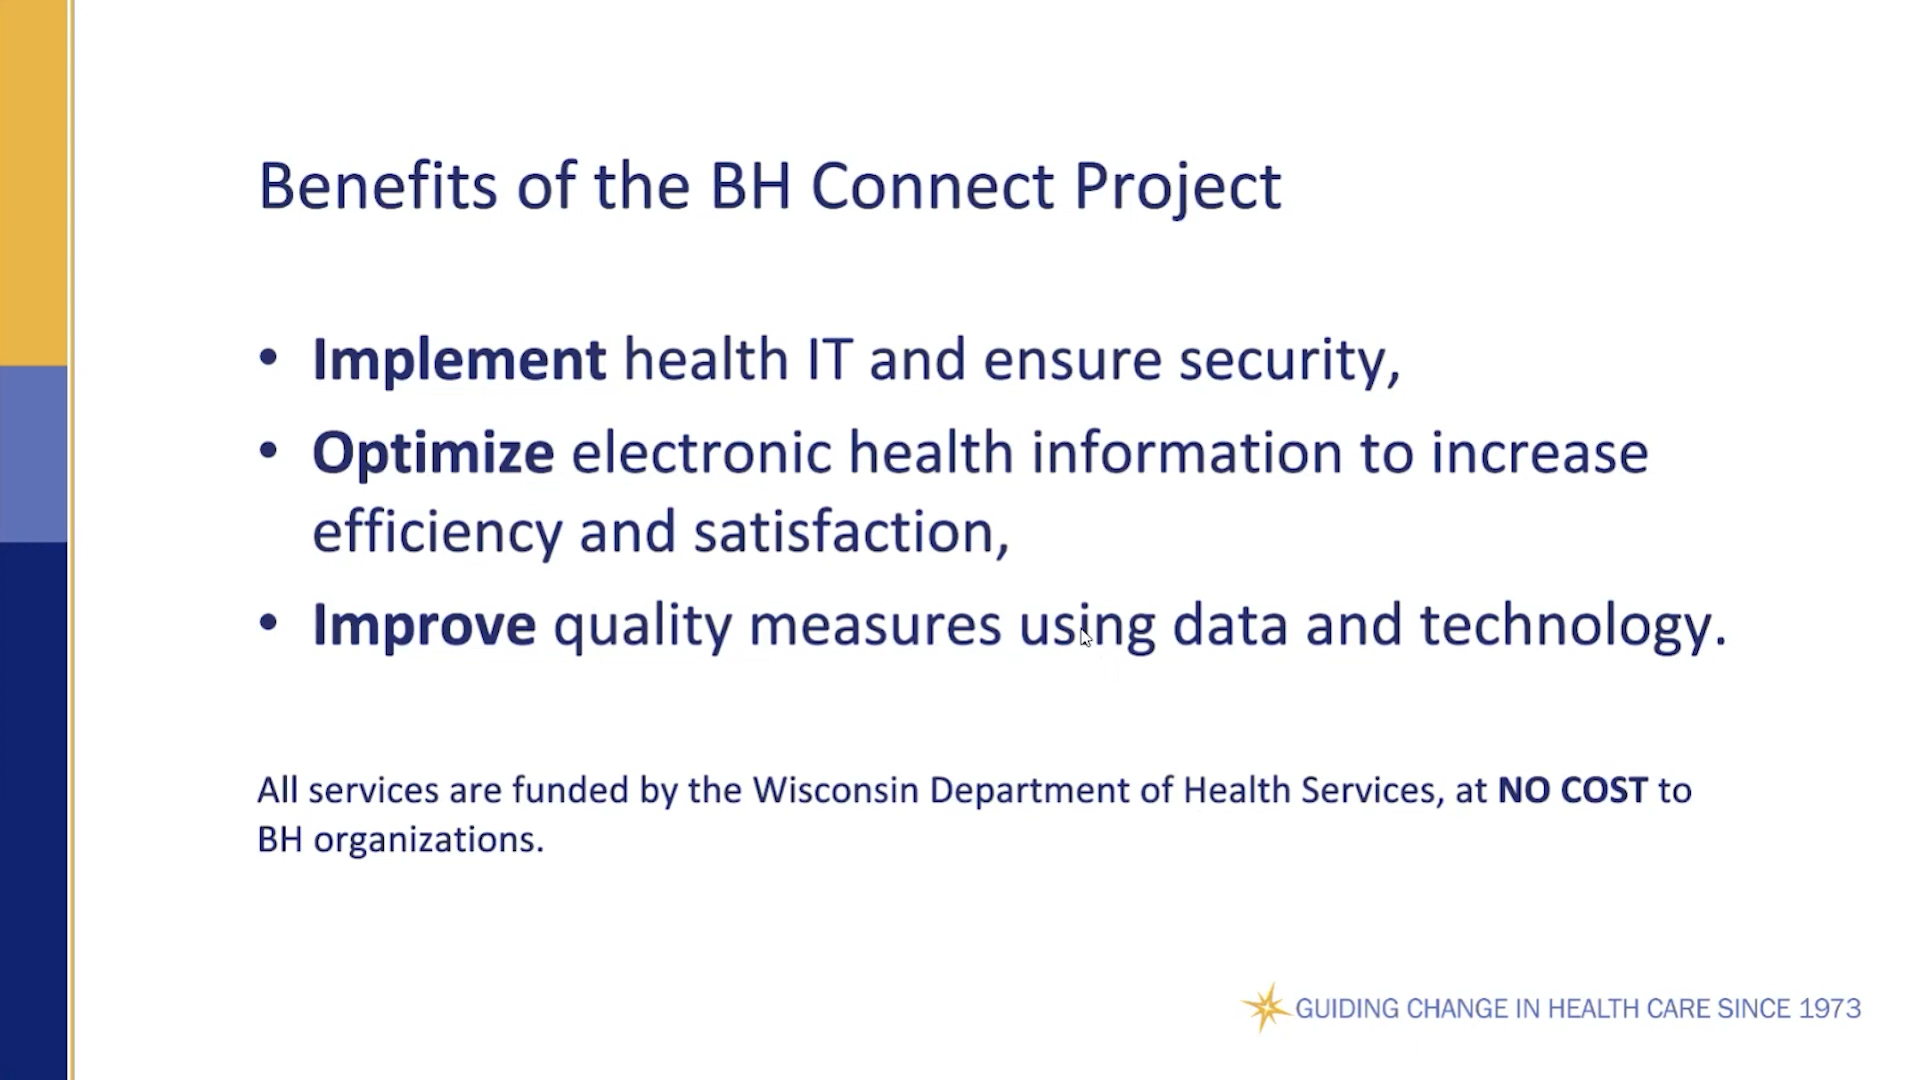 Benefits of the BH Connect Project
• Implement health IT and ensure security,
• Optimize electronic health information to increase
efficiency and satisfaction,
• Improve quality measures using data and technology.
All services are funded by the Wisconsin Department of Health Services, at NO COST to
BH organizations.
GUIDING CHANGE IN HEALTH CARE SINCE 1973